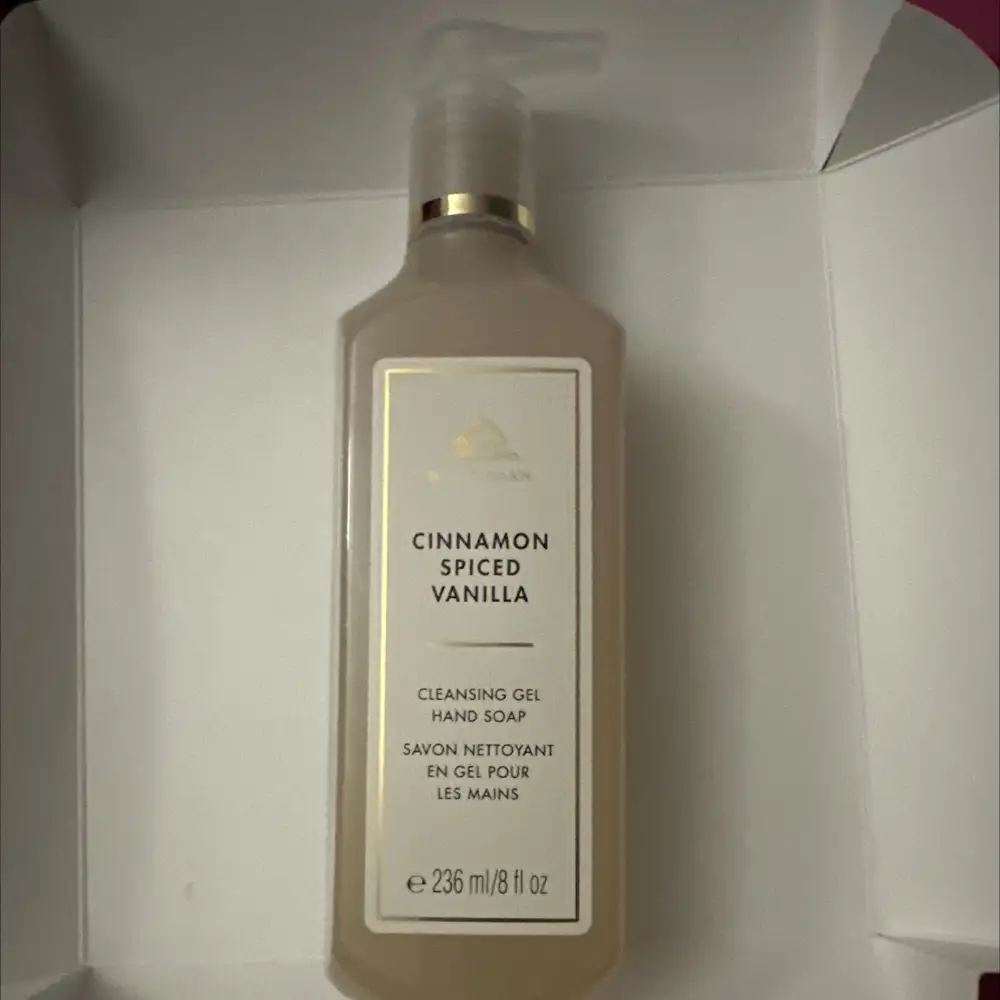 CINNAMON
SPICED
VANILLA
CLEANSING GEL
HAND SOAP
SAVON NETTOYANT
EN GEL POUR
LES MAINS
℮ 236 ml/8 fl oz